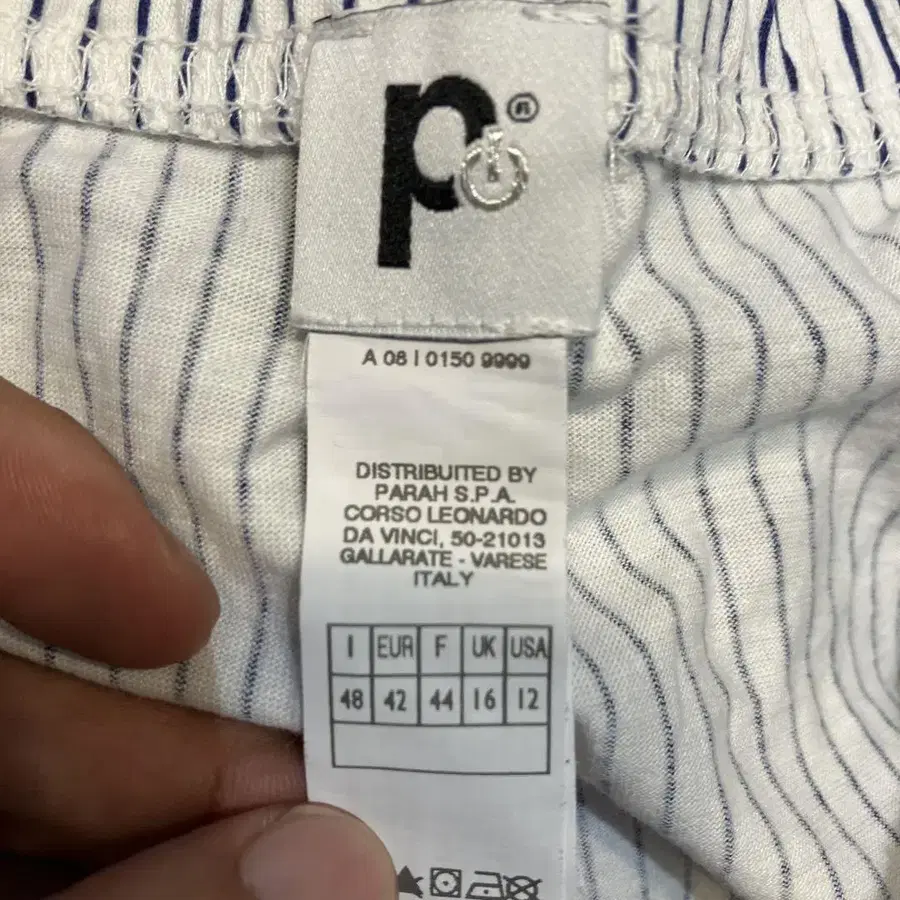 p®
A 08 I 0150 9999
DISTRIBUITED BY
PARAH S.P.A.
CORSO LEONARDO
DA VINCI, 50-21013
GALLARATE - VARESE
ITALY
I EUR F UK USA
48 42 44 16 12